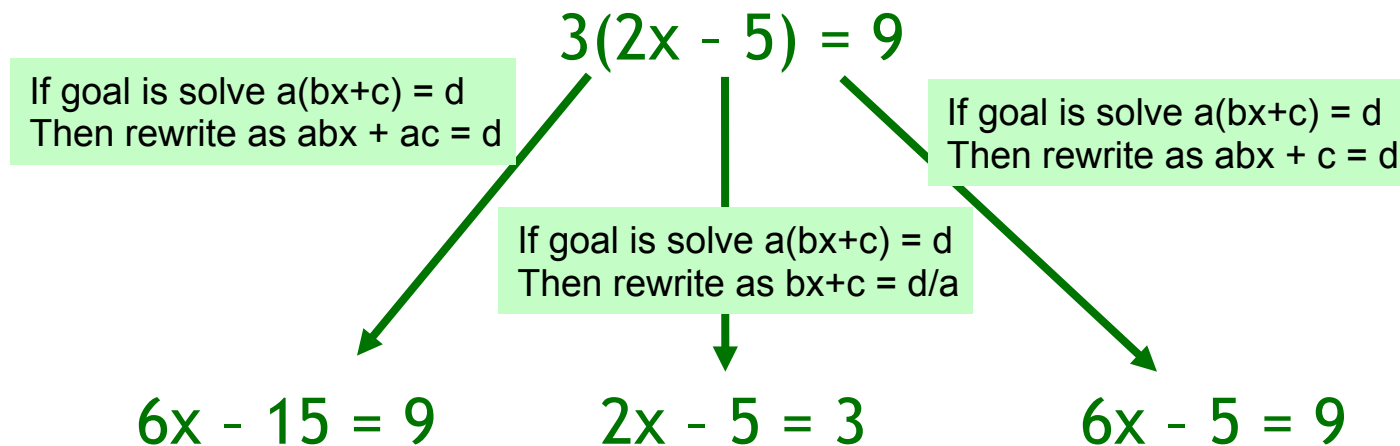 3(2x - 5) = 9
If goal is solve a(bx+c) = d
Then rewrite as abx + ac = d
If goal is solve a(bx+c) = d
Then rewrite as abx + c = d
If goal is solve a(bx+c) = d
Then rewrite as bx+c = d/a
6x - 15 = 9
2x - 5 = 3
6x - 5 = 9